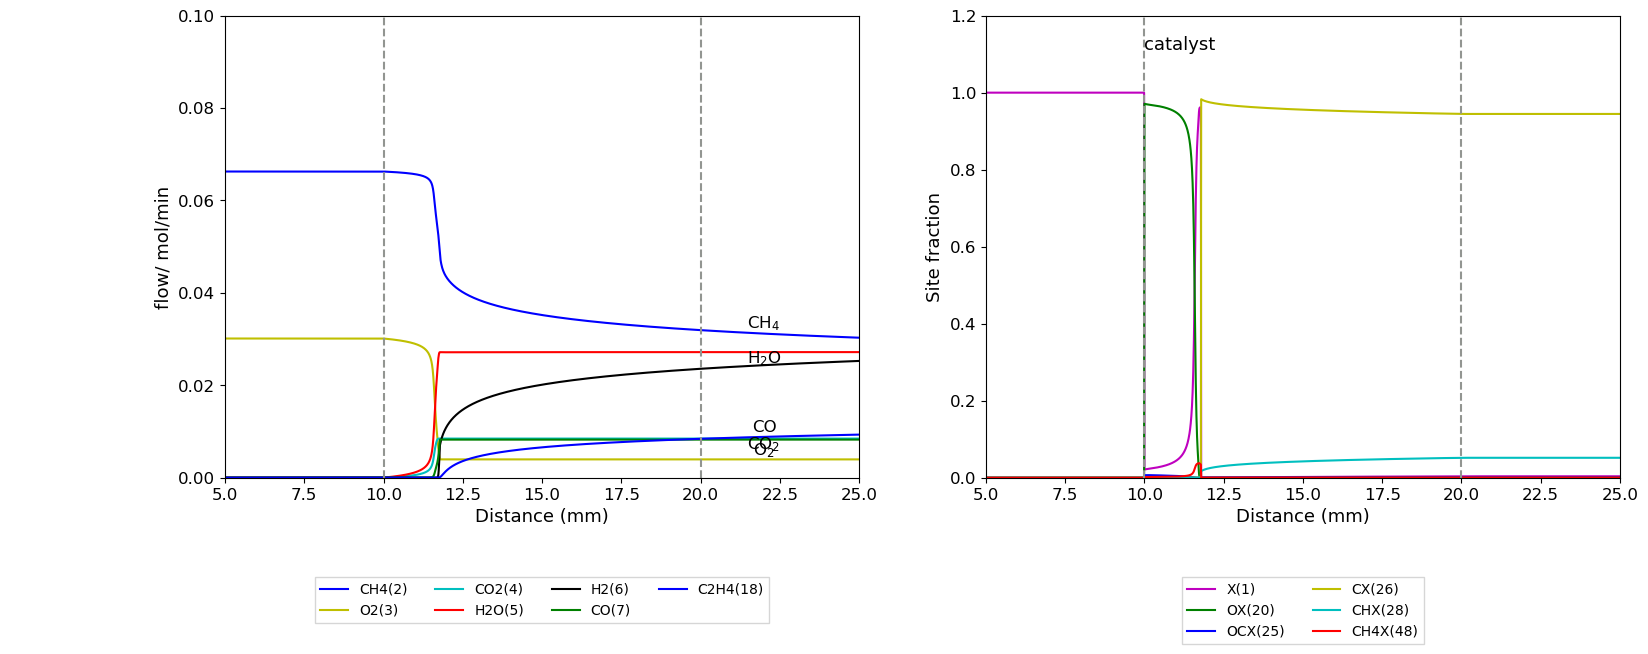 0.10
0.08
0.06
0.04
0.02
0.00
flow/ mol/min
CH4
H2O
CO
CO2
O2
5.0 7.5 10.0 12.5 15.0 17.5 20.0 22.5 25.0
Distance (mm)
CH4(2) CO2(4) H2(6) C2H4(18)
O2(3) H2O(5) CO(7)
1.2
1.0
0.8
0.6
0.4
0.2
0.0
Site fraction
catalyst
5.0 7.5 10.0 12.5 15.0 17.5 20.0 22.5 25.0
Distance (mm)
X(1) CX(26)
OX(20) CHX(28)
OCX(25) CH4X(48)